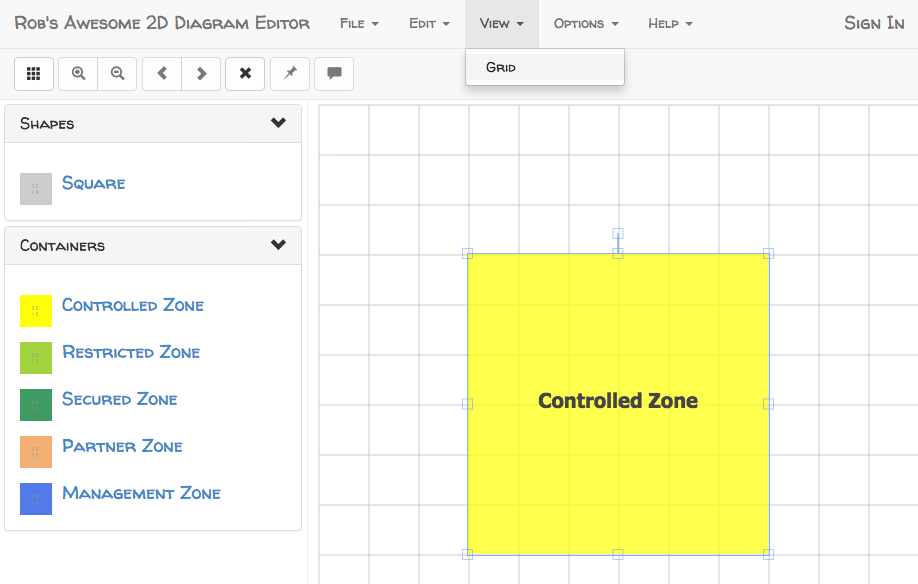 Rob's Awesome 2D Diagram Editor File Edit View Options Help Sign In
Grid
Shapes
Square
Containers
Controlled Zone
Restricted Zone
Secured Zone
Partner Zone
Management Zone
Controlled Zone